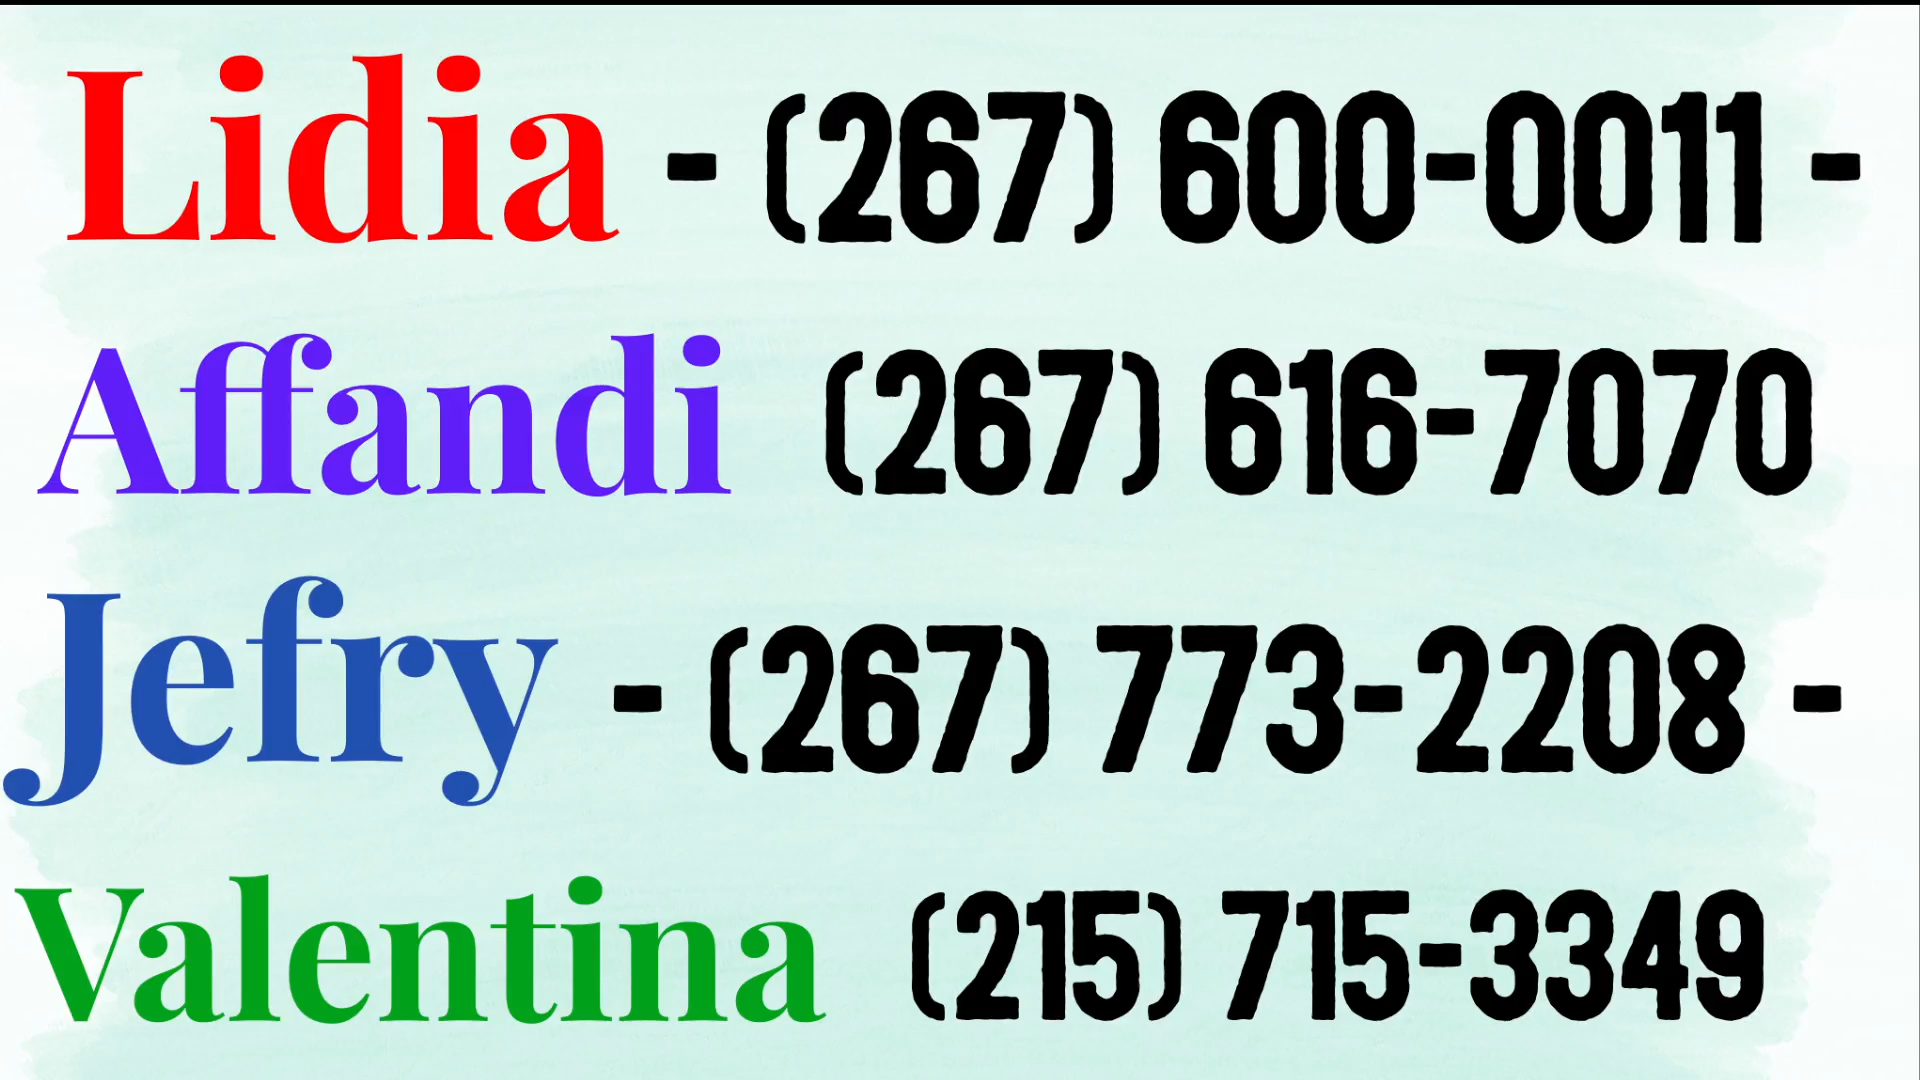 Lidia - (267) 600-0011 -
Affandi (267) 616-7070
Jefry - (267) 773-2208 -
Valentina (215) 715-3349